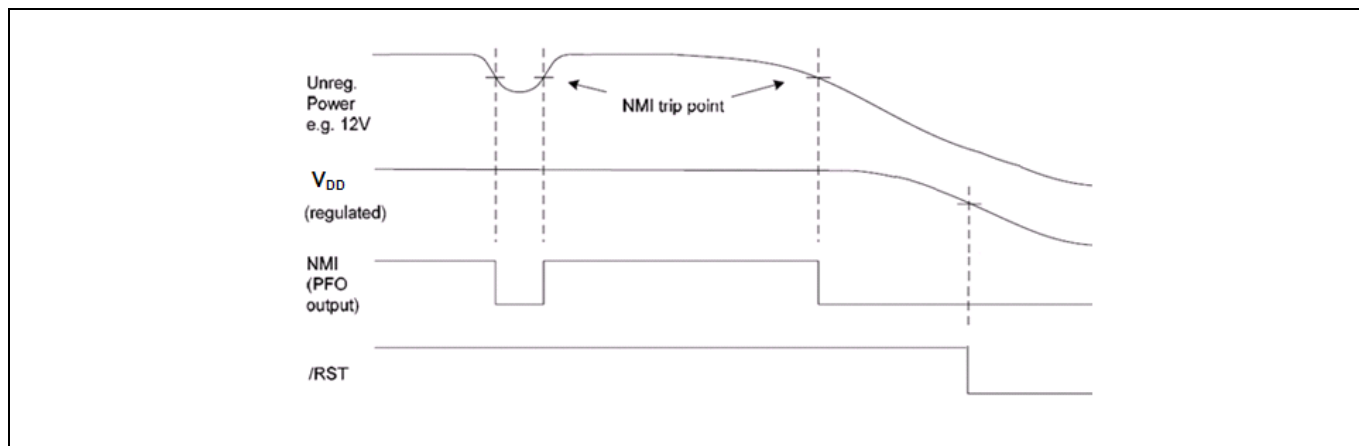 Unreg.
Power
e.g. 12V
NMI trip point
VDD
(regulated)
NMI
(PFO
output)
/RST